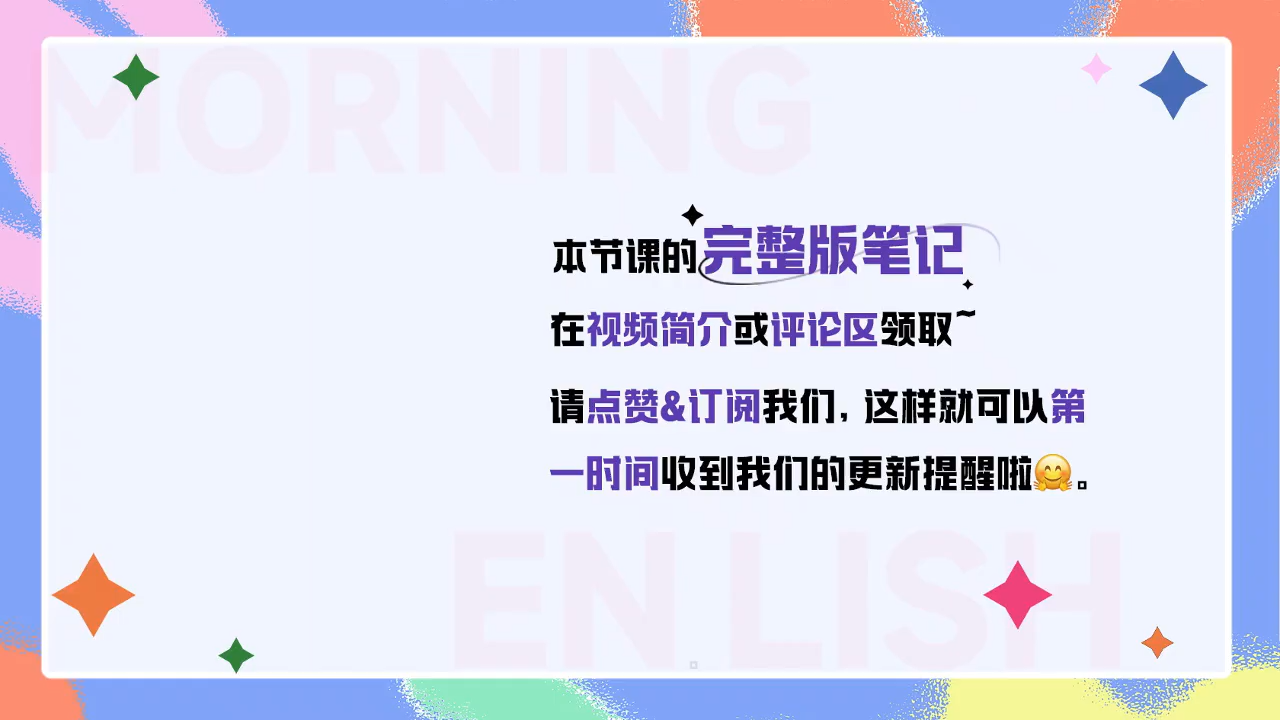 MORNING
本节课的完整版笔记
在视频简介或评论区领取~
请点赞&订阅我们，这样就可以第
一时间收到我们的更新提醒啦🤗。
EN LISH